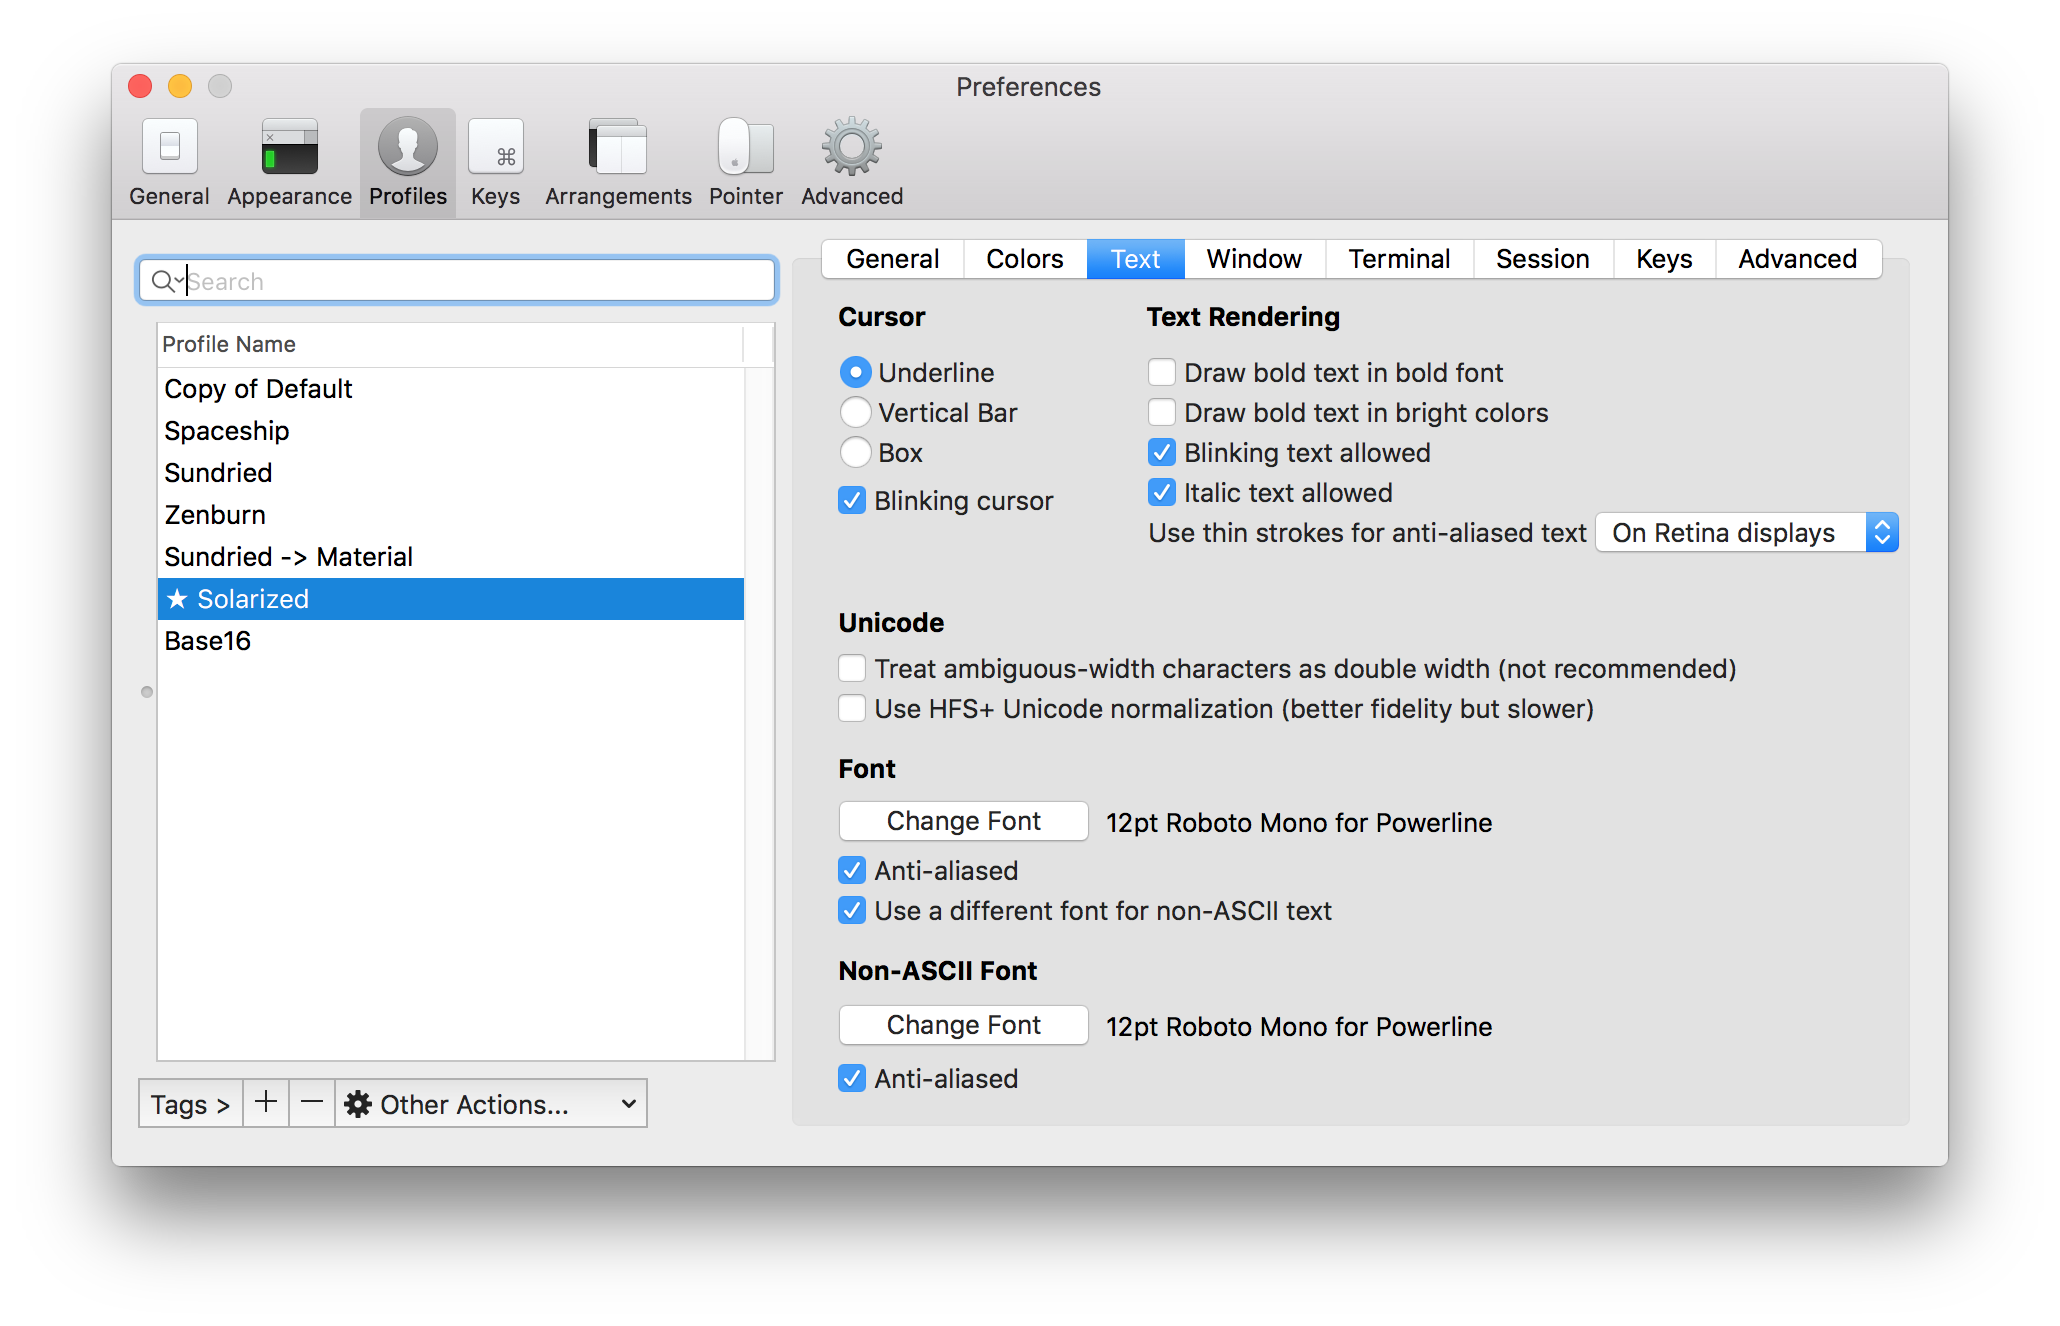 Preferences
General Appearance Profiles Keys Arrangements Pointer Advanced
Search
Profile Name
Copy of Default
Spaceship
Sundried
Zenburn
Sundried -> Material
★ Solarized
Base16
Tags > + — Other Actions...
General Colors Text Window Terminal Session Keys Advanced
Cursor
Underline
Vertical Bar
Box
Blinking cursor
Text Rendering
Draw bold text in bold font
Draw bold text in bright colors
Blinking text allowed
Italic text allowed
Use thin strokes for anti-aliased text On Retina displays
Unicode
Treat ambiguous-width characters as double width (not recommended)
Use HFS+ Unicode normalization (better fidelity but slower)
Font
Change Font 12pt Roboto Mono for Powerline
Anti-aliased
Use a different font for non-ASCII text
Non-ASCII Font
Change Font 12pt Roboto Mono for Powerline
Anti-aliased